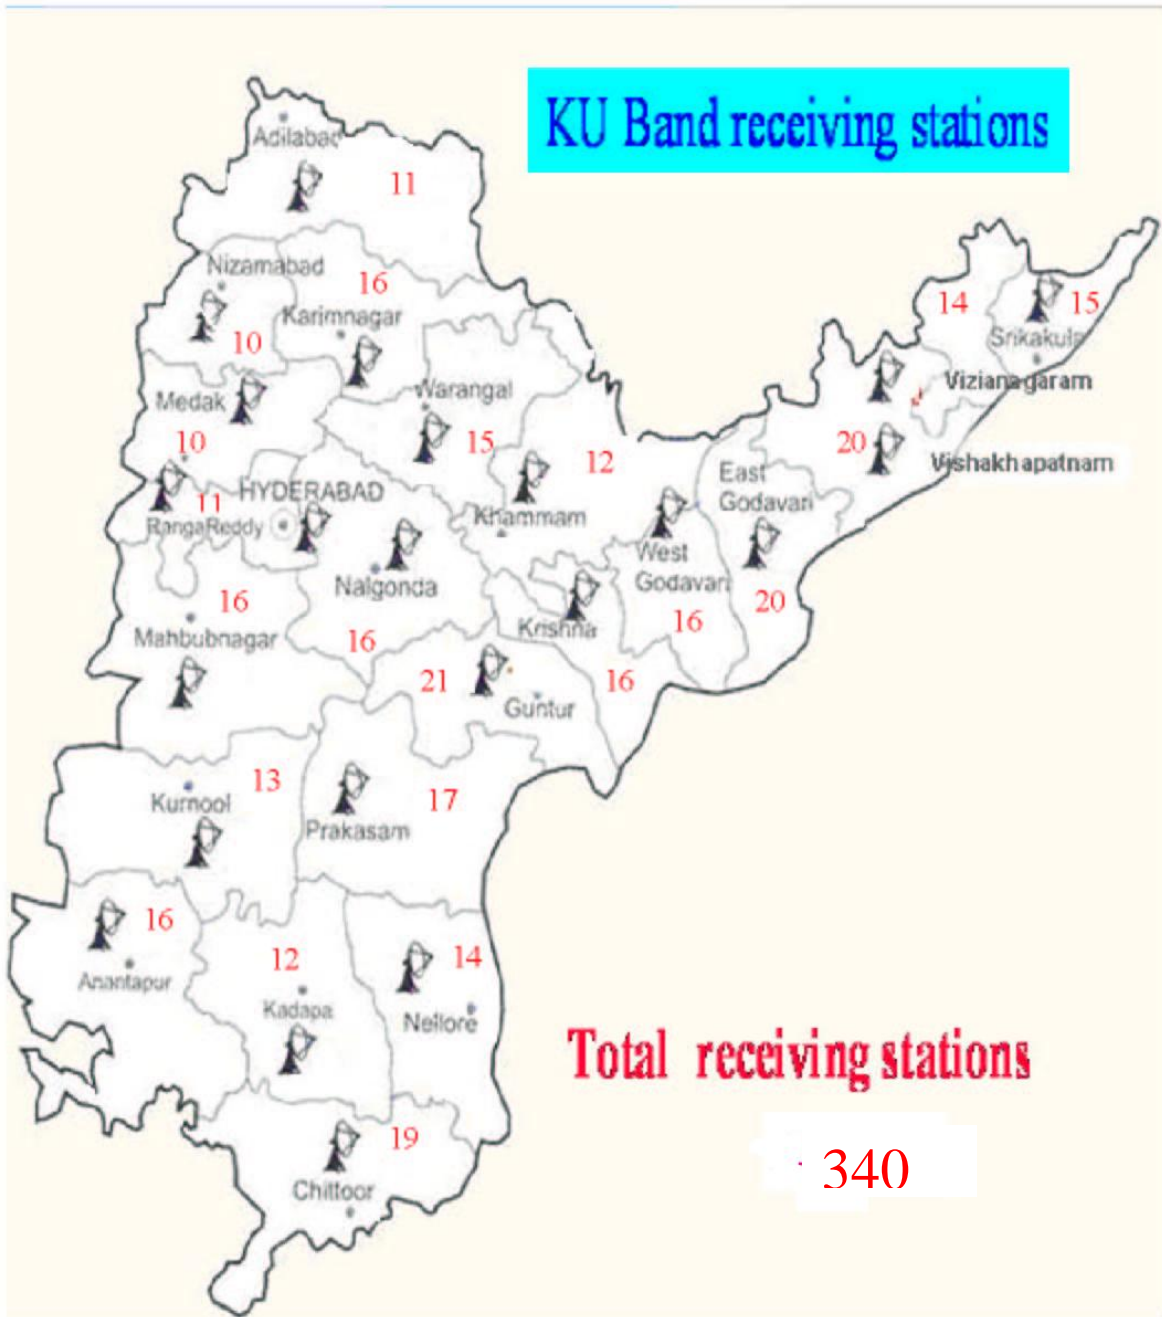 KU Band receiving stations
Adilabad
11
Nizamabad
16
10
Karimnagar
14
15
Srikakula
Medak
Warangal
Vizianagaram
10
15
12
20
Vishakhapatnam
East
Godavari
11
HYDERABAD
RangaReddy
Khammam
West
Godavari
Nalgonda
16
20
Krishna
16
Mahbubnagar
16
21
16
Guntur
13
Kurnool
17
Prakasam
16
12
14
Anantapur
Kadapa
Nellore
Total receiving stations
19
340
Chittoor